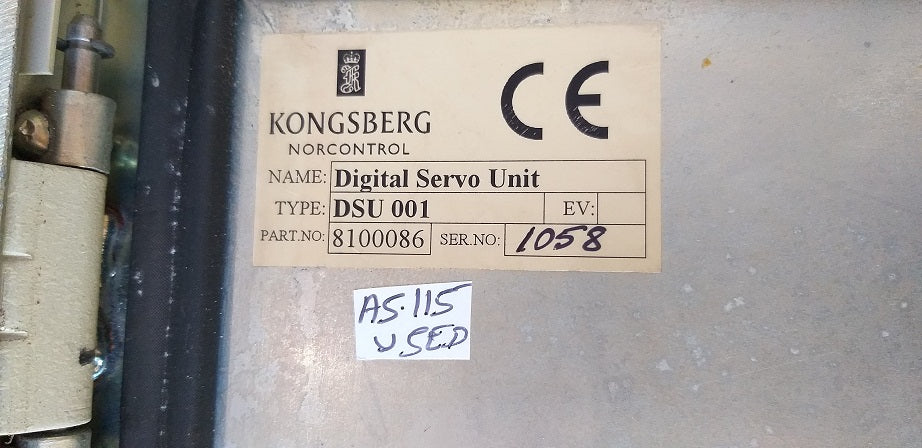 KONGSBERG
NORCONTROL
CE
NAME: Digital Servo Unit
TYPE: DSU 001 EV:
PART.NO: 8100086 SER.NO: 1058
AS.115
USED